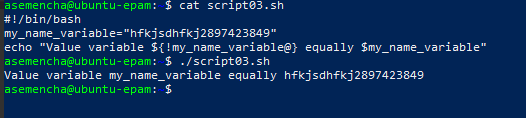 asemencha@ubuntu-epam: $ cat script03.sh
#!/bin/bash
my_name_variable="hfkjsdhfkj2897423849"
echo "Value variable ${!my_name_variable@} equally $my_name_variable"
asemencha@ubuntu-epam: $ ./script03.sh
Value variable my_name_variable equally hfkjsdhfkj2897423849
asemencha@ubuntu-epam: $